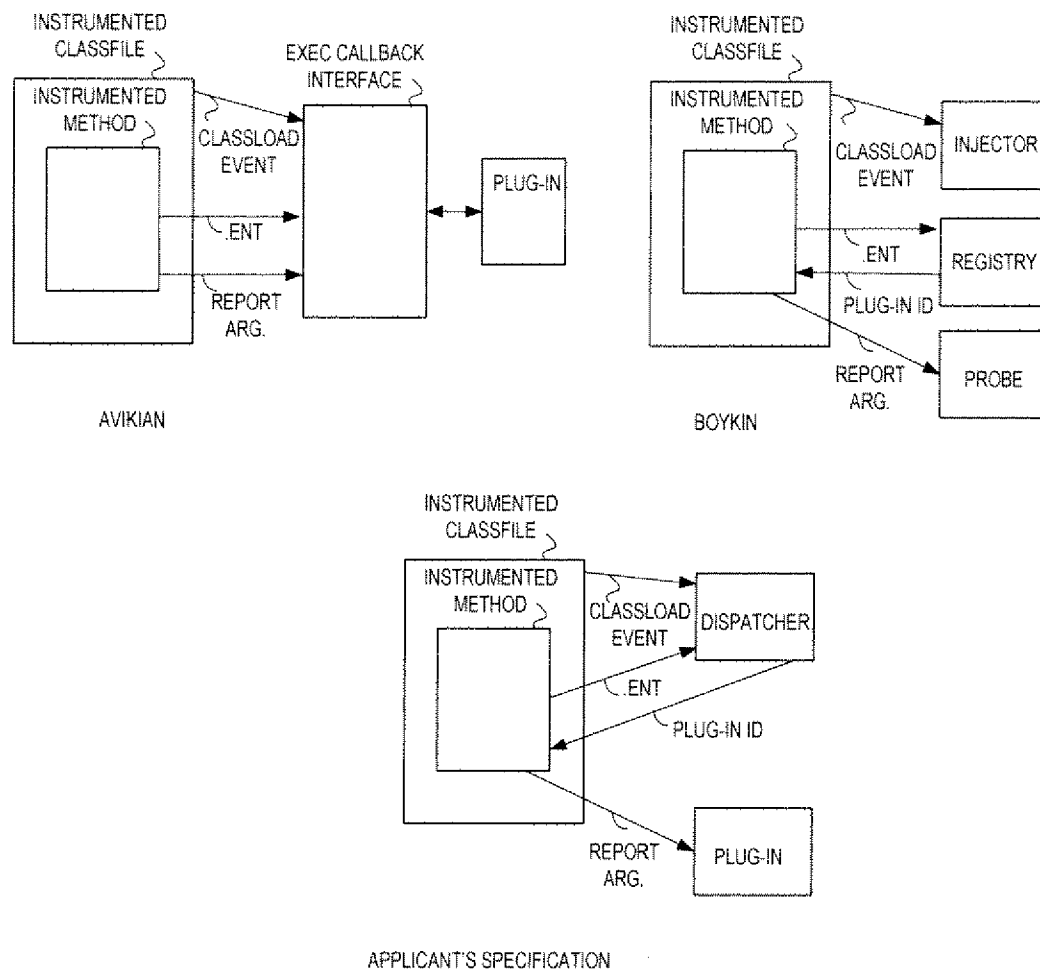 INSTRUMENTED
CLASSFILE
INSTRUMENTED
METHOD
CLASSLOAD
EVENT
.ENT
REPORT
ARG.
EXEC CALLBACK
INTERFACE
PLUG-IN
AVIKIAN
INSTRUMENTED
CLASSFILE
INSTRUMENTED
METHOD
CLASSLOAD
EVENT
INJECTOR
.ENT
REGISTRY
PLUG-IN ID
REPORT
ARG.
PROBE
BOYKIN
INSTRUMENTED
CLASSFILE
INSTRUMENTED
METHOD
CLASSLOAD
EVENT
DISPATCHER
.ENT
PLUG-IN ID
REPORT
ARG.
PLUG-IN
APPLICANT'S SPECIFICATION